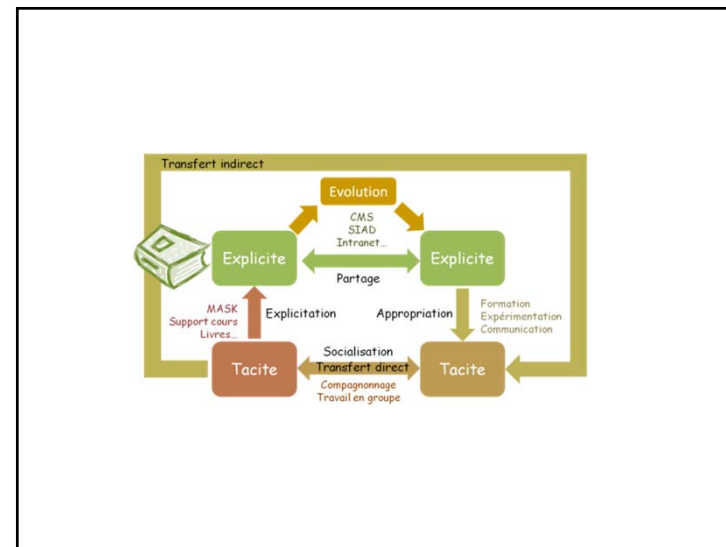 Transfert indirect
Evolution
CMS
SIAD
Intranet...
Explicite
Explicite
Partage
MASK
Support cours
Livres...
Explicitation
Appropriation
Formation
Expérimentation
Communication
Socialisation
Tacite
Transfert direct
Tacite
Compagnonnage
Travail en groupe